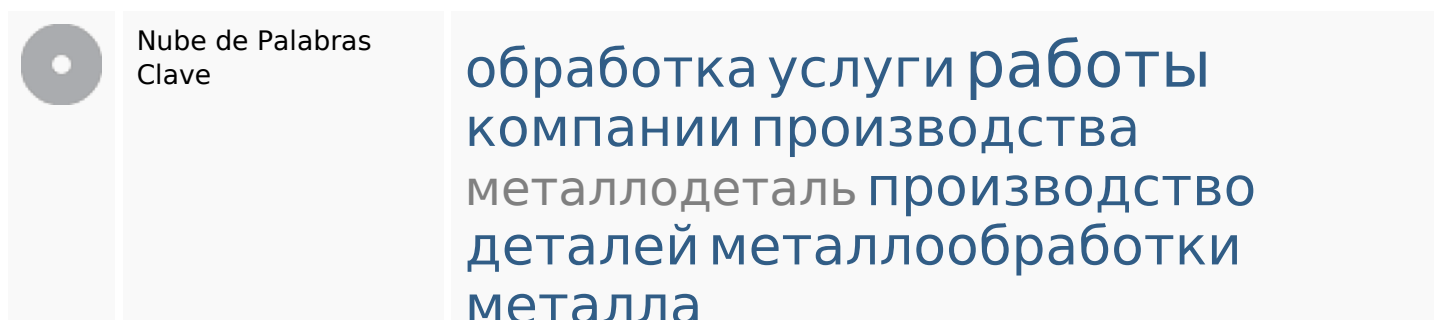 Nube de Palabras
Clave
обработка услуги работы
компании производства
металлодеталь производство
деталей металлообработки
металла